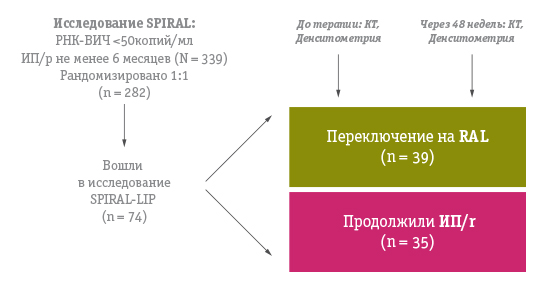 Исследование SPIRAL:
РНК-ВИЧ <50копий/мл
ИП/р не менее 6 месяцев (N = 339)
Рандомизировано 1:1
(n = 282)
До терапии: КТ,
Денситометрия
Через 48 недель: КТ,
Денситометрия
Вошли
в исследование
SPIRAL-LIP
(n = 74)
Переключение на RAL
(n = 39)
Продолжили ИП/r
(n = 35)